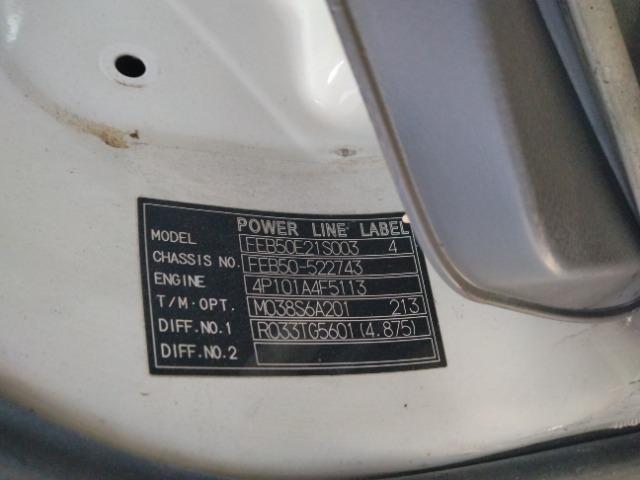 POWER LINE LABEL
MODEL FEB50E21S003 4
CHASSIS NO. FEB50-522743
ENGINE 4P101A4F5113
T/M·OPT. M038S6A201 213
DIFF.NO.1 R033TG5601(4.875)
DIFF.NO.2